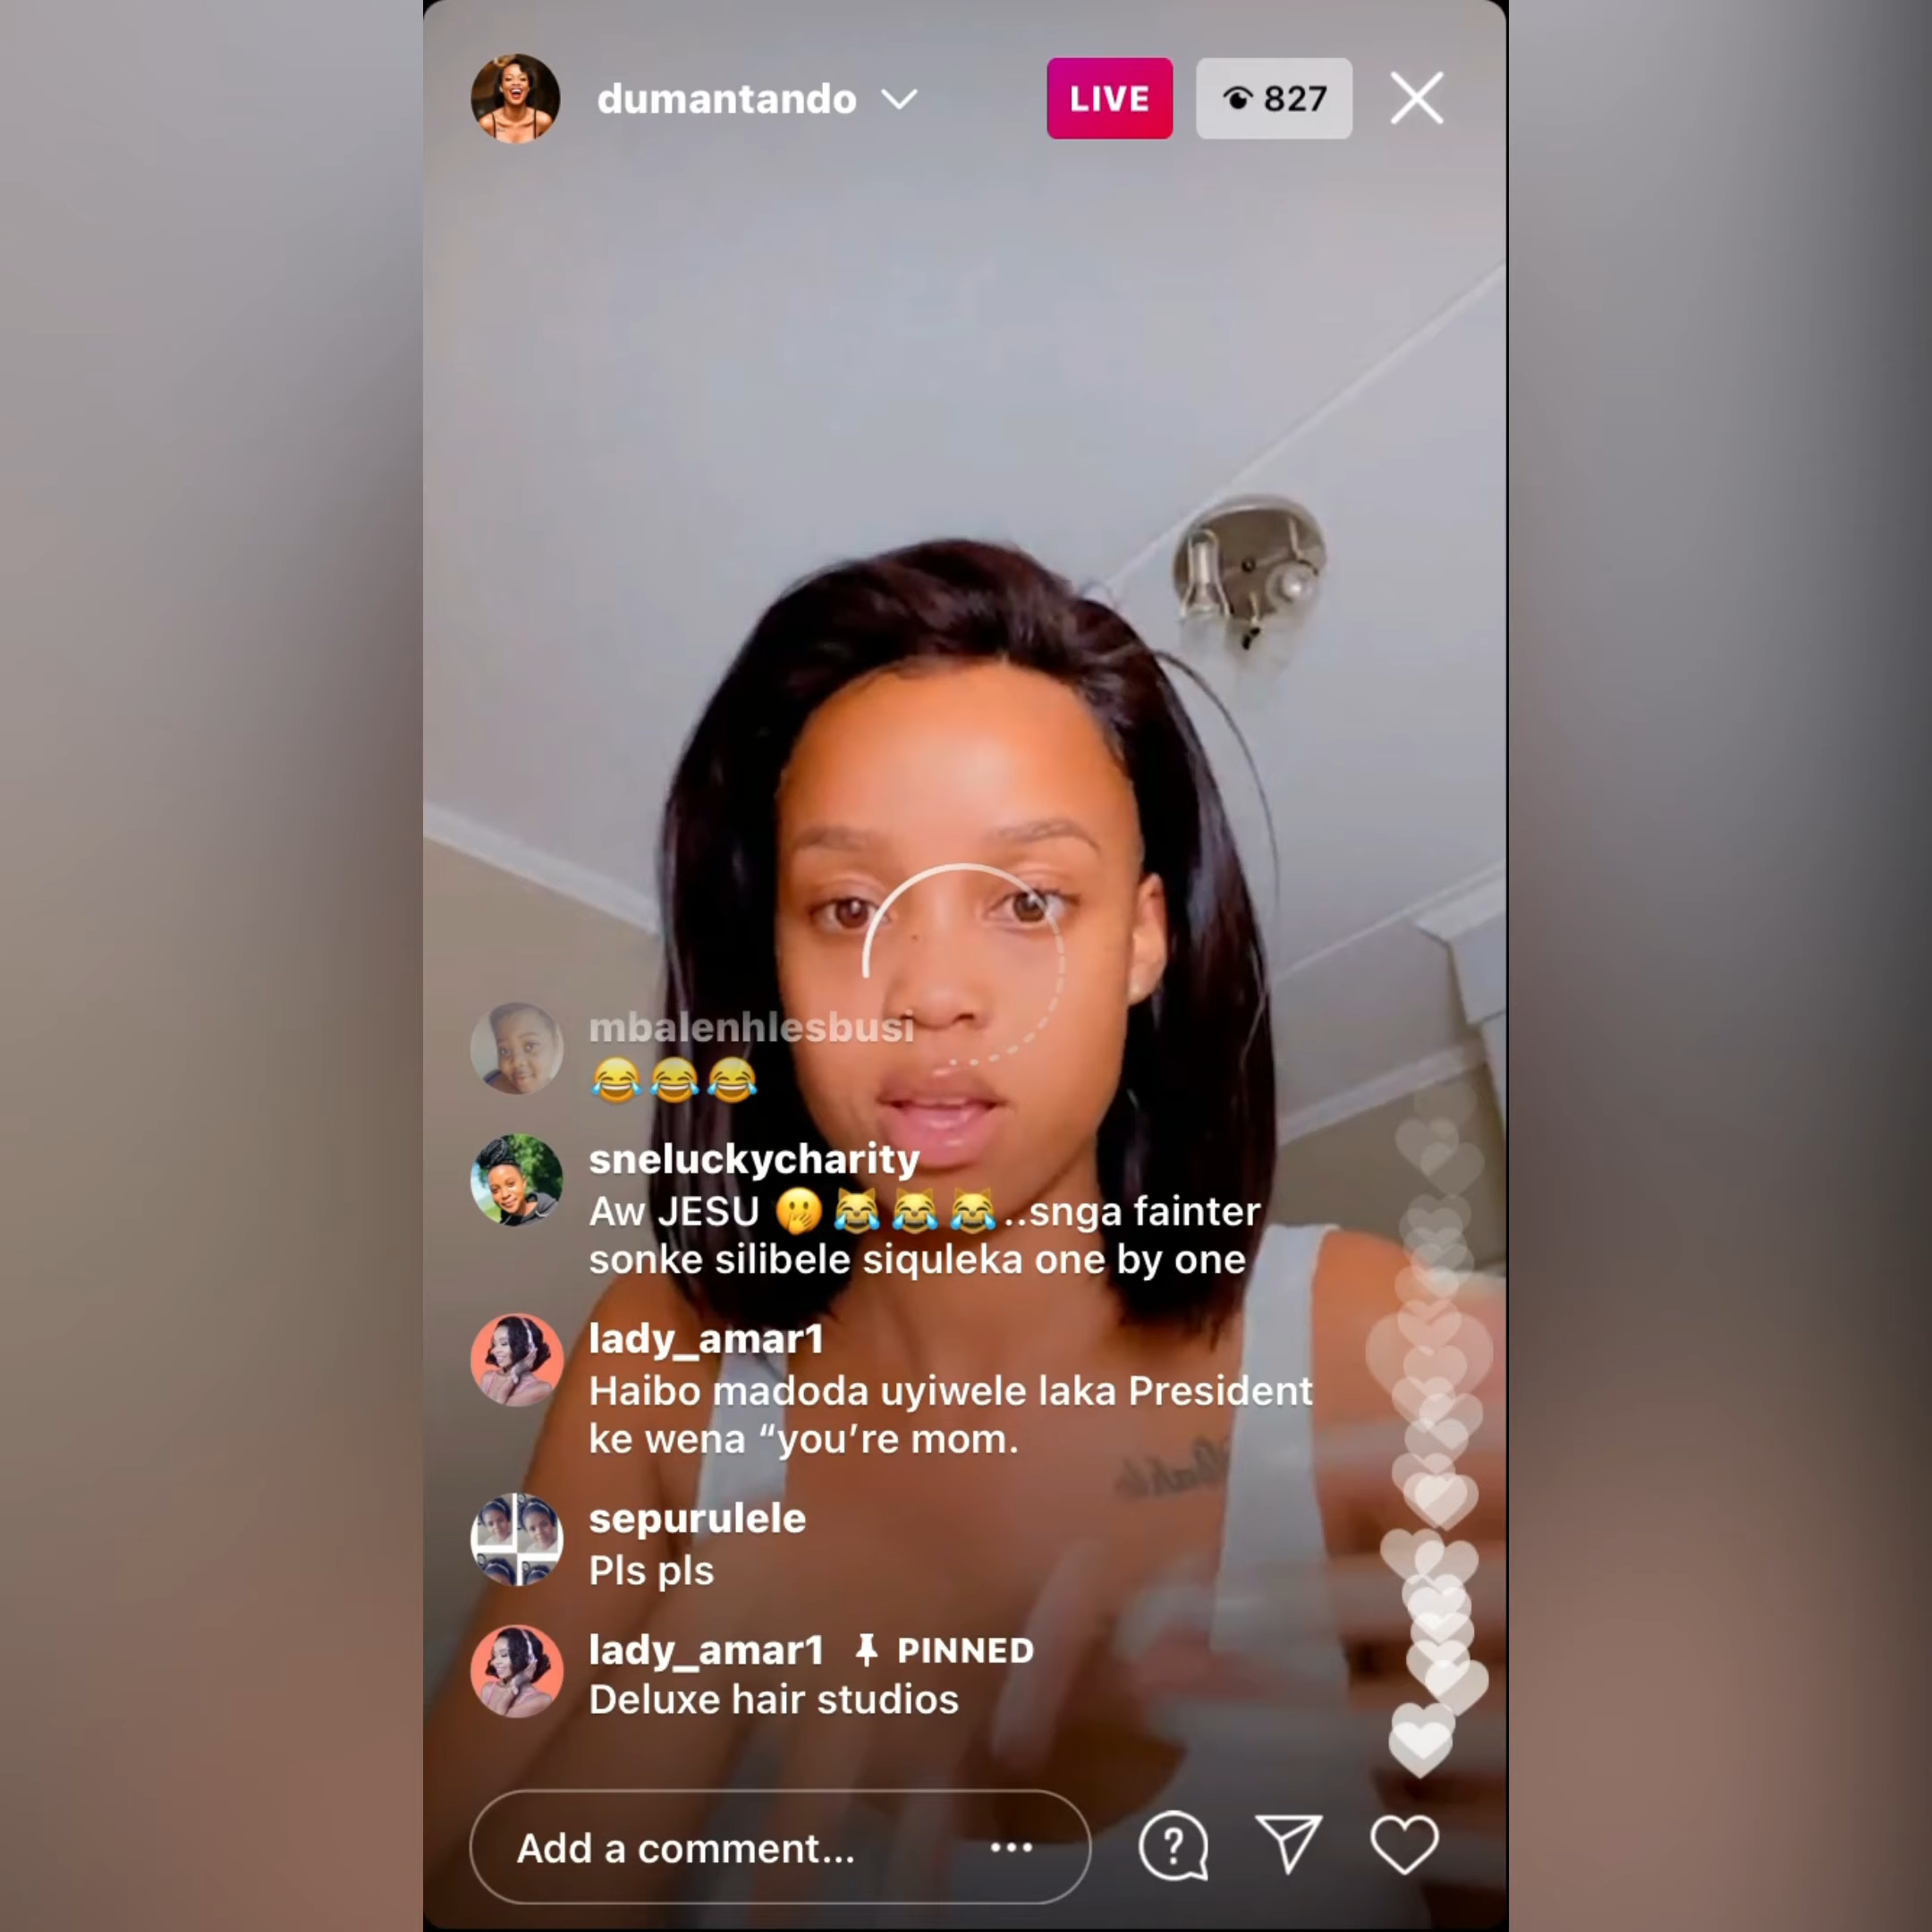 dumantando
LIVE
827
mbalenhlesbusi
😂😂😂
sneluckycharity
Aw JESU 🤭😹😹😹..snga fainter
sonke silibele siquleka one by one
lady_amar1
Haibo madoda uyiwele laka President
ke wena “you’re mom.
sepurulele
Pls pls
lady_amar1 PINNED
Deluxe hair studios
Add a comment...